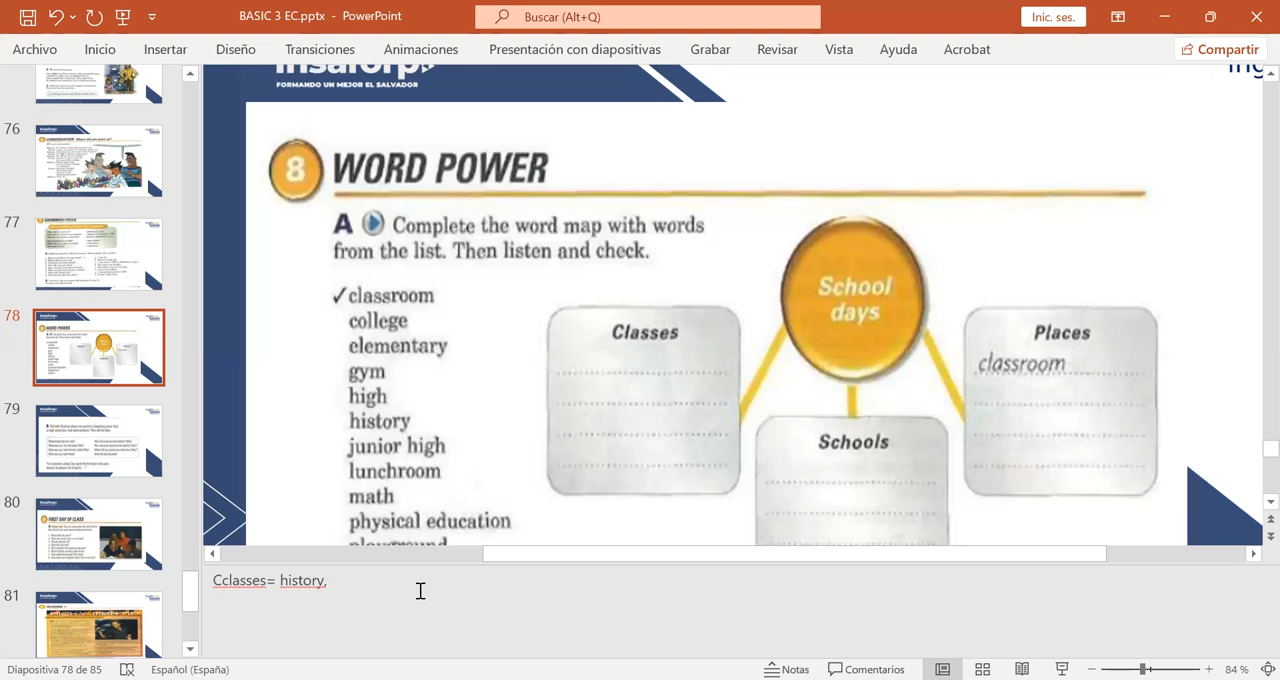 BASIC 3 EC.pptx - PowerPoint
Buscar (Alt+Q)
Inic. ses.
Archivo
Inicio
Insertar
Diseño
Transiciones
Animaciones
Presentación con diapositivas
Grabar
Revisar
Vista
Ayuda
Acrobat
Compartir
76
77
78
79
80
81
insaforp
FORMANDO UN MEJOR EL SALVADOR
8 WORD POWER
A Complete the word map with words
from the list. Then listen and check.
✓classroom
college
elementary
gym
high
history
junior high
lunchroom
math
physical education
playground
School
days
Classes
Places
classroom
Schools
Cclasses= history,
Diapositiva 78 de 85
Español (España)
Notas
Comentarios
84 %